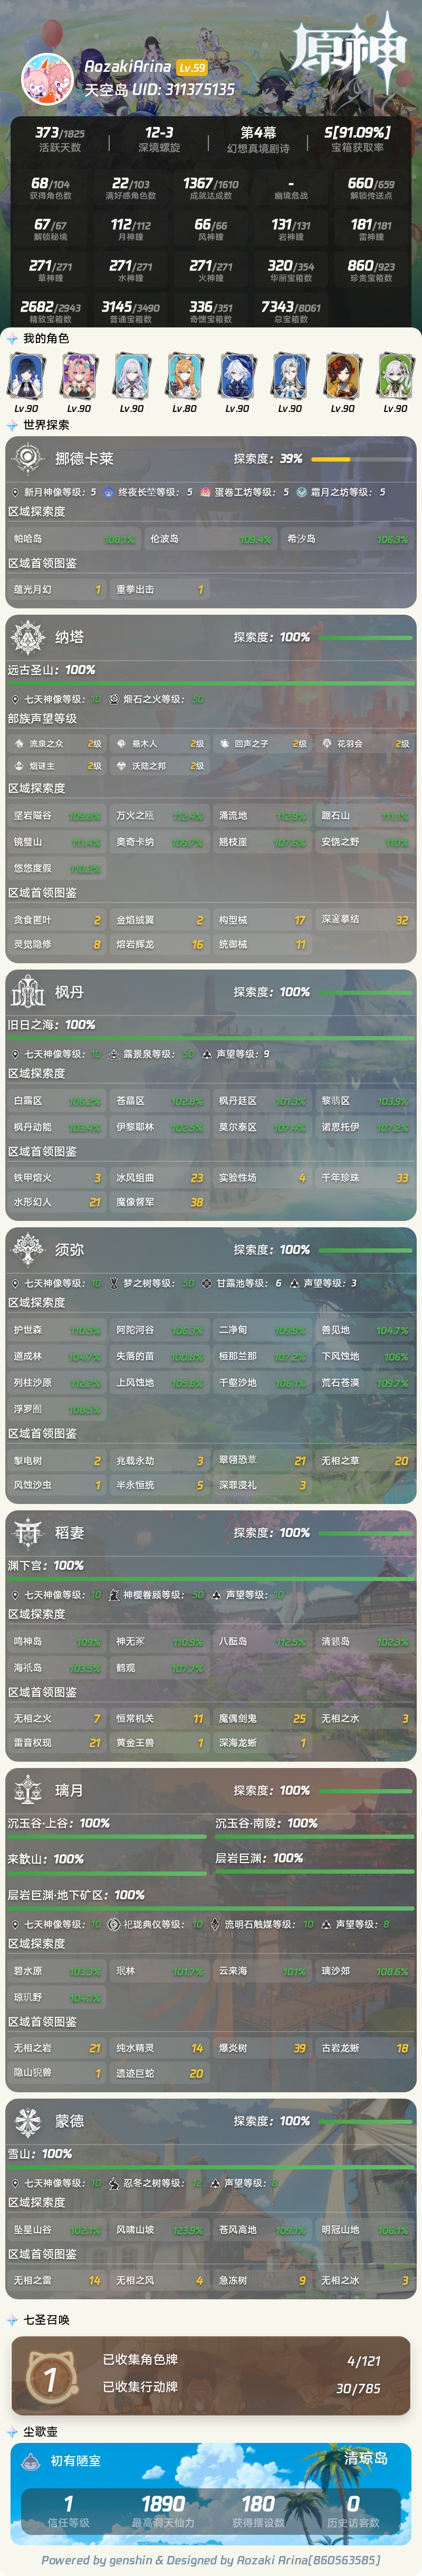 原神
AozakiArina Lv.59
天空岛 UID: 311375135
373/1825 12-3 第4幕 S[91.09%]
活跃天数 深境螺旋 幻想真境剧诗 宝箱获取率
68/104 22/103 1367/1610 - 660/659
获得角色数 满好感角色数 成就达成数 幽境危战 解锁传送点
67/67 112/112 66/66 131/131 181/181
解锁秘境 月神瞳 风神瞳 岩神瞳 雷神瞳
271/271 271/271 271/271 320/354 860/923
草神瞳 水神瞳 火神瞳 华丽宝箱数 珍贵宝箱数
2682/2943 3145/3490 336/351 7343/8061
精致宝箱数 普通宝箱数 奇馈宝箱数 总宝箱数
我的角色
Lv.90 Lv.90 Lv.90 Lv.80 Lv.90 Lv.90 Lv.90 Lv.90
世界探索
挪德卡莱 探索度：39%
新月神像等级：5 终夜长茔等级：5 蛋卷工坊等级：5 霜月之坊等级：5
区域探索度
帕哈岛 108.1% 伦波岛 109.4% 希汐岛 106.3%
区域首领图鉴
蕴光月幻 1 重拳出击 1
纳塔 探索度：100%
远古圣山：100%
七天神像等级：10 煅石之火等级：50
部族声望等级
流泉之众 2级 悬木人 2级 回声之子 2级 花羽会 2级
烟谜主 2级 沃陆之邦 2级
区域探索度
坚岩隘谷 109.8% 万火之瓯 112.4% 涌流地 112.9% 踞石山 111.1%
镜璧山 111.4% 奥奇卡纳 109.7% 翘枝崖 107.6% 安饶之野 110%
悠悠度假 110.2%
区域首领图鉴
贪食匿叶 2 金焰绒翼 2 构型械 17 深邃摹结 32
灵觉隐修 8 熔岩辉龙 16 统御械 11
枫丹 探索度：100%
旧日之海：100%
七天神像等级：10 露景泉等级：50 声望等级：9
区域探索度
白露区 106.2% 苍晶区 102.8% 枫丹廷区 101.3% 黎翡区 103.9%
枫丹动能 103.4% 伊黎耶林 102.5% 莫尔泰区 107.4% 诺思托伊 107.2%
区域首领图鉴
铁甲熔火 3 冰风组曲 23 实验性场 4 千年珍珠 33
水形幻人 21 魔像督军 38
须弥 探索度：100%
七天神像等级：10 梦之树等级：50 甘露池等级：6 声望等级：3
区域探索度
护世森 110.5% 阿陀河谷 106.3% 二净甸 109.9% 善见地 104.7%
道成林 104.7% 失落的苗 100.6% 桓那兰那 107.2% 下风蚀地 106%
列柱沙原 112.2% 上风蚀地 105.6% 千壑沙地 106.1% 荒石苍漠 109.7%
浮罗囿 108.5%
区域首领图鉴
掣电树 2 兆载永劫 3 翠翎恐蕈 21 无相之草 20
风蚀沙虫 1 半永恒统 5 深罪浸礼 3
稻妻 探索度：100%
渊下宫：100%
七天神像等级：10 神樱眷顾等级：50 声望等级：10
区域探索度
鸣神岛 109% 神无冢 110.9% 八酝岛 112.5% 清籁岛 102.3%
海祇岛 103.5% 鹤观 107.7%
区域首领图鉴
无相之火 7 恒常机关 11 魔偶剑鬼 25 无相之水 3
雷音权现 21 黄金王兽 1 深海龙蜥 1
璃月 探索度：100%
沉玉谷·上谷：100% 沉玉谷·南陵：100%
来歆山：100% 层岩巨渊：100%
层岩巨渊·地下矿区：100%
七天神像等级：10 祀珑典仪等级：10 流明石触媒等级：10 声望等级：8
区域探索度
碧水原 103.3% 珉林 101.7% 云来海 101% 璃沙郊 108.6%
琼玑野 104.1%
区域首领图鉴
无相之岩 21 纯水精灵 14 爆炎树 39 古岩龙蜥 18
隐山猊兽 1 遗迹巨蛇 20
蒙德 探索度：100%
雪山：100%
七天神像等级：10 忍冬之树等级：12 声望等级：8
区域探索度
坠星山谷 102.1% 风啸山坡 123.9% 苍风高地 109.1% 明冠山地 106.1%
区域首领图鉴
无相之雷 14 无相之风 4 急冻树 9 无相之冰 3
七圣召唤
1 已收集角色牌 4/121
已收集行动牌 30/785
尘歌壶
初有陋室 清琼岛
1 1890 180 0
信任等级 最高洞天仙力 获得摆设数 历史访客数
Powered by genshin & Designed by Aozaki Arina[860563585]